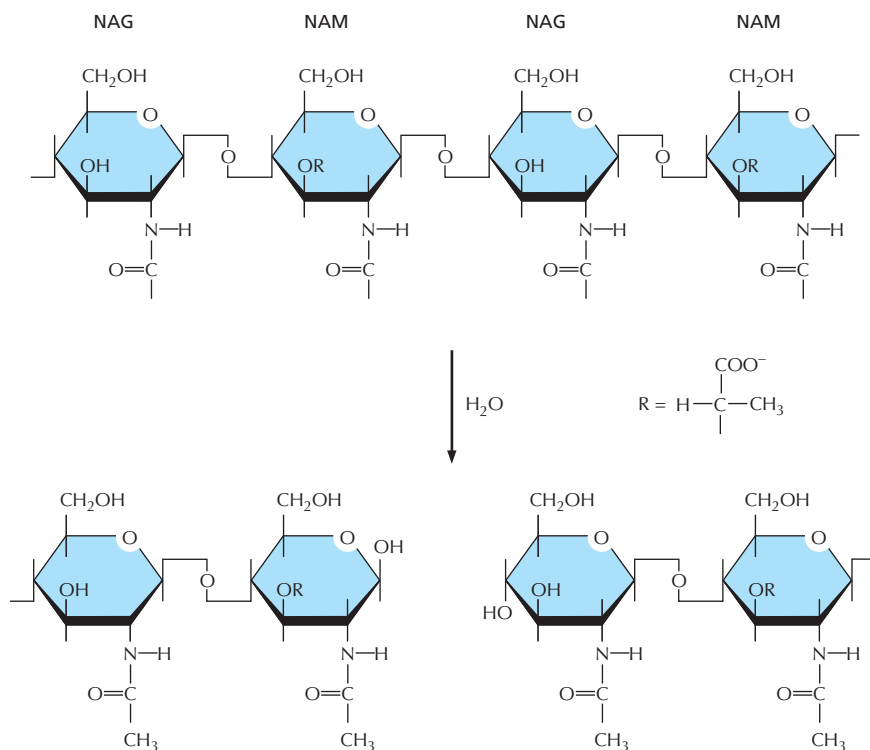 NAG NAM NAG NAM
CH₂OH CH₂OH CH₂OH CH₂OH
O O O O
O O O
OH OR OH OR
N—H N—H N—H N—H
O=C O=C O=C O=C
H₂O
COO⁻
R = H—C—CH₃
CH₂OH CH₂OH CH₂OH CH₂OH
O O OH O O
O O
OH OR OH OR
HO
N—H N—H N—H N—H
O=C O=C O=C O=C
CH₃ CH₃ CH₃ CH₃